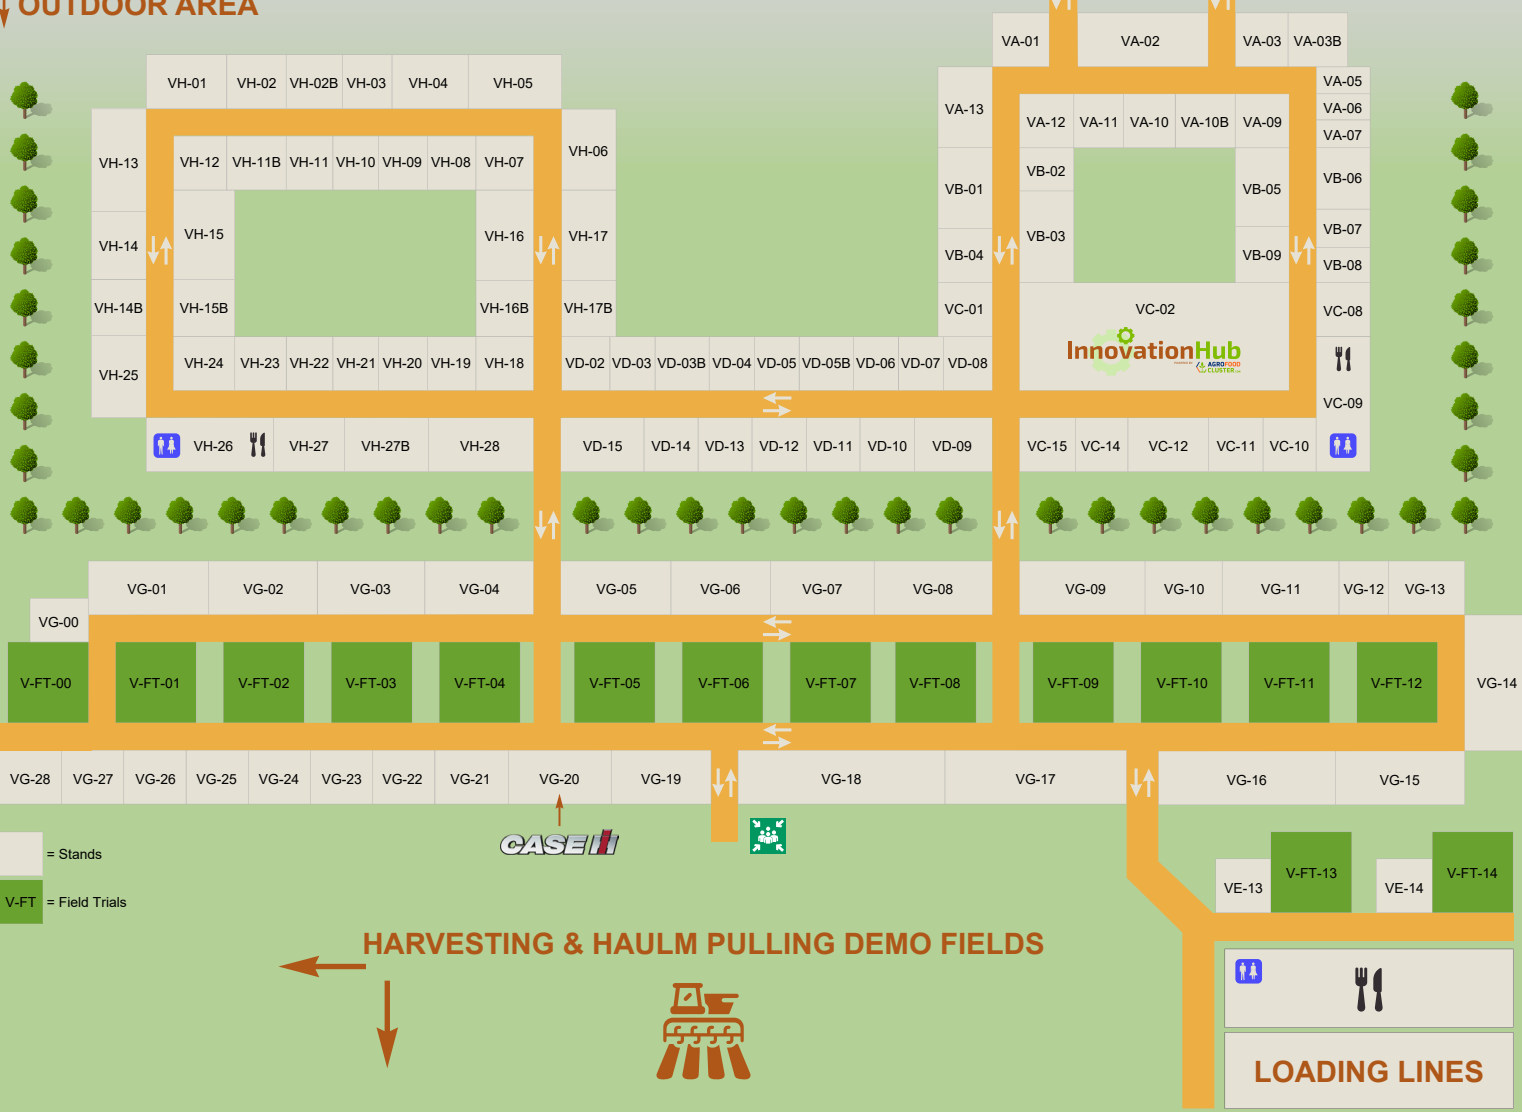 OUTDOOR AREA
VA-01 VA-02 VA-03 VA-03B
VH-01 VH-02 VH-02B VH-03 VH-04 VH-05
VA-05
VA-13 VA-06
VA-12 VA-11 VA-10 VA-10B VA-09
VA-07
VH-13 VH-12 VH-11B VH-11 VH-10 VH-09 VH-08 VH-07 VH-06
VB-02
VB-01 VB-05 VB-06
VH-15 VH-16 VH-17 VB-03 VB-07
VH-14 VB-04 VB-09 VB-08
VH-14B VH-15B VH-16B VH-17B VC-01 VC-02 VC-08
InnovationHub
AGROFOOD
CLUSTER
VH-24 VH-23 VH-22 VH-21 VH-20 VH-19 VH-18 VD-02 VD-03 VD-03B VD-04 VD-05 VD-05B VD-06 VD-07 VD-08
VH-25
VC-09
VH-26 VH-27 VH-27B VH-28 VD-15 VD-14 VD-13 VD-12 VD-11 VD-10 VD-09 VC-15 VC-14 VC-12 VC-11 VC-10
VG-01 VG-02 VG-03 VG-04 VG-05 VG-06 VG-07 VG-08 VG-09 VG-10 VG-11 VG-12 VG-13
VG-00
V-FT-00 V-FT-01 V-FT-02 V-FT-03 V-FT-04 V-FT-05 V-FT-06 V-FT-07 V-FT-08 V-FT-09 V-FT-10 V-FT-11 V-FT-12 VG-14
VG-28 VG-27 VG-26 VG-25 VG-24 VG-23 VG-22 VG-21 VG-20 VG-19 VG-18 VG-17 VG-16 VG-15
CASE IH
= Stands
V-FT = Field Trials
VE-13 V-FT-13 VE-14 V-FT-14
HARVESTING & HAULM PULLING DEMO FIELDS
LOADING LINES